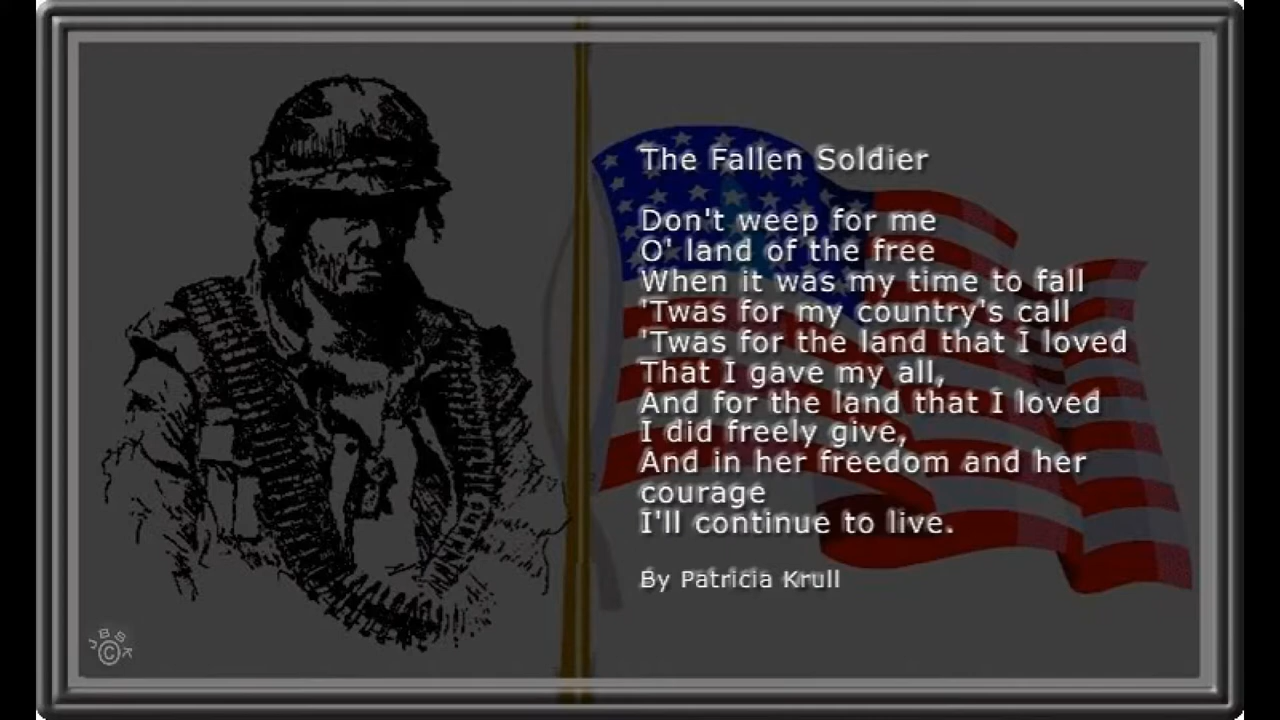 The Fallen Soldier
Don't weep for me
O' land of the free
When it was my time to fall
'Twas for my country's call
'Twas for the land that I loved
That I gave my all,
And for the land that I loved
I did freely give,
And in her freedom and her
courage
I'll continue to live.
By Patricia Krull
©